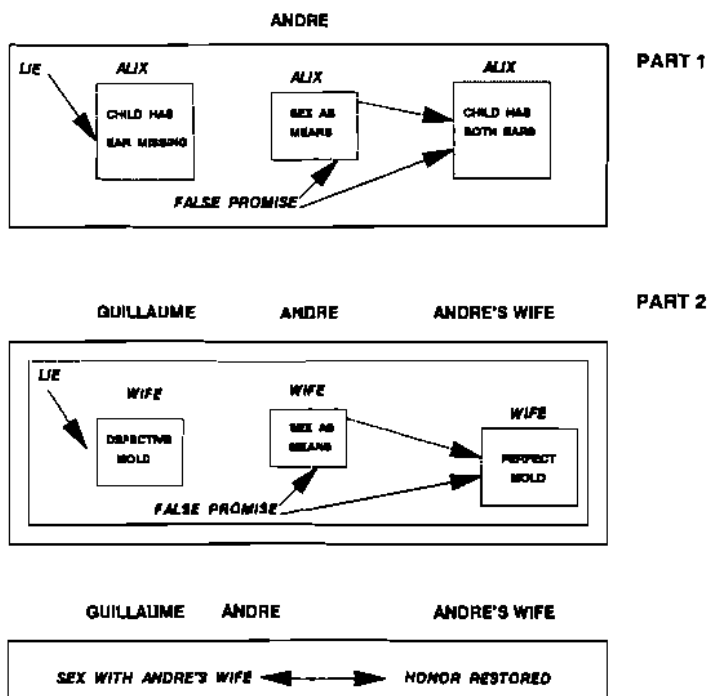 ANDRE
PART 1
LIE
ALIX
ALIX
ALIX
CHILD HAS
EAR MISSING
SEX AS
MEANS
CHILD HAS
BOTH EARS
FALSE PROMISE
PART 2
GUILLAUME ANDRE ANDRE'S WIFE
LIE
WIFE
WIFE
WIFE
DEFECTIVE
MOLD
SEX AS
MEANS
PERFECT
MOLD
FALSE PROMISE
GUILLAUME ANDRE ANDRE'S WIFE
SEX WITH ANDRE'S WIFE HONOR RESTORED